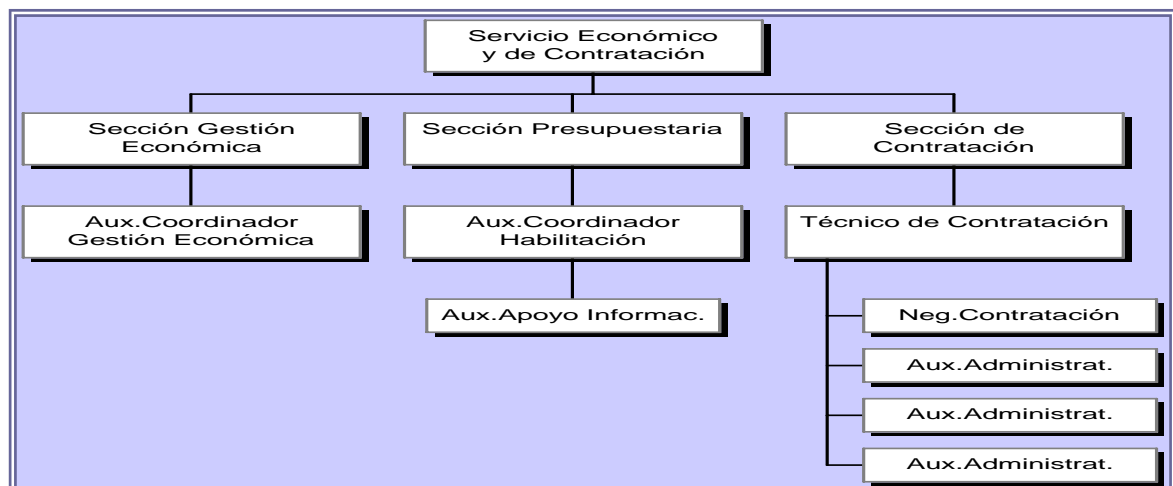 Servicio Económico
y de Contratación
Sección Gestión
Económica
Sección Presupuestaria
Sección de
Contratación
Aux.Coordinador
Gestión Económica
Aux.Coordinador
Habilitación
Técnico de Contratación
Aux.Apoyo Informac.
Neg.Contratación
Aux.Administrat.
Aux.Administrat.
Aux.Administrat.